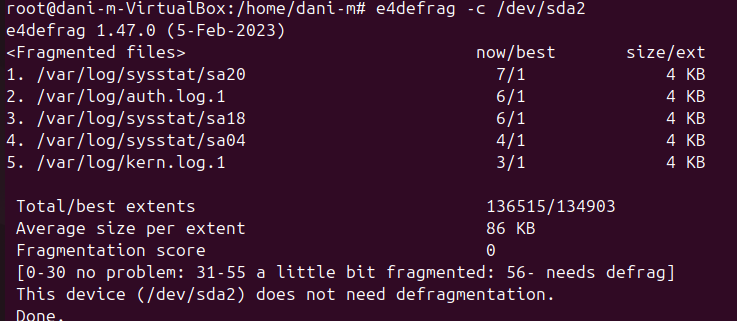 root@dani-m-VirtualBox:/home/dani-m# e4defrag -c /dev/sda2
e4defrag 1.47.0 (5-Feb-2023)
<Fragmented files> now/best size/ext
1. /var/log/sysstat/sa20 7/1 4 KB
2. /var/log/auth.log.1 6/1 4 KB
3. /var/log/sysstat/sa18 6/1 4 KB
4. /var/log/sysstat/sa04 4/1 4 KB
5. /var/log/kern.log.1 3/1 4 KB
Total/best extents 136515/134903
Average size per extent 86 KB
Fragmentation score 0
[0-30 no problem: 31-55 a little bit fragmented: 56- needs defrag]
This device (/dev/sda2) does not need defragmentation.
Done.